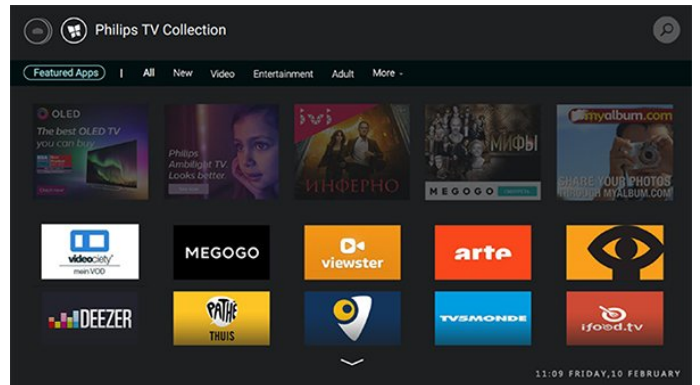 Philips TV Collection
Featured Apps | All New Video Entertainment Adult More
OLED
The best OLED TV
you can buy
Philips
Ambilight TV.
Looks better.
ivi
ИНФЕРНО
МИФЫ
MEGOGO
myalbum.com
SHARE YOUR PHOTOS
THROUGH MYALBUM.COM
videociety
mein VOD
MEGOGO
viewster
arte
DEEZER
PATHÉ
THUIS
TV5MONDE
ifood.tv
11:09 FRIDAY,10 FEBRUARY